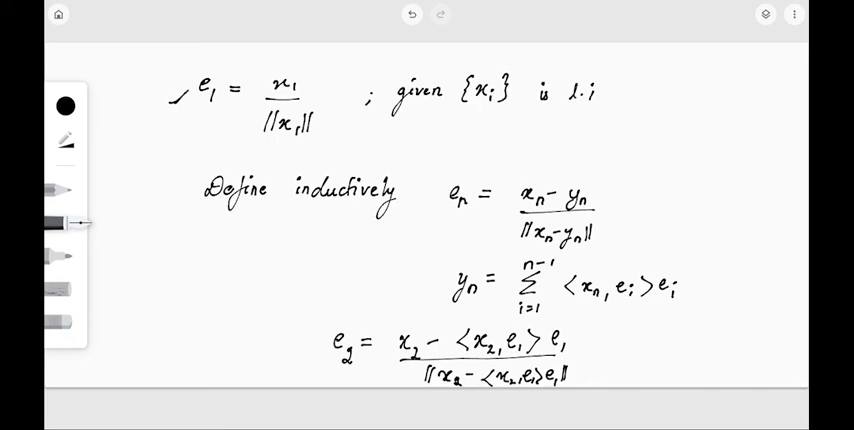 e₁ = x₁ / ||x₁|| ; given {xᵢ} is l.i
Define inductively eₙ = xₙ - yₙ / ||xₙ-yₙ||
yₙ = Σᵢ₌₁ⁿ⁻¹ <xₙ, eᵢ> eᵢ
e₂ = x₂ - <x₂, e₁> e₁ / ||x₂ - <x₂, e₁> e₁||